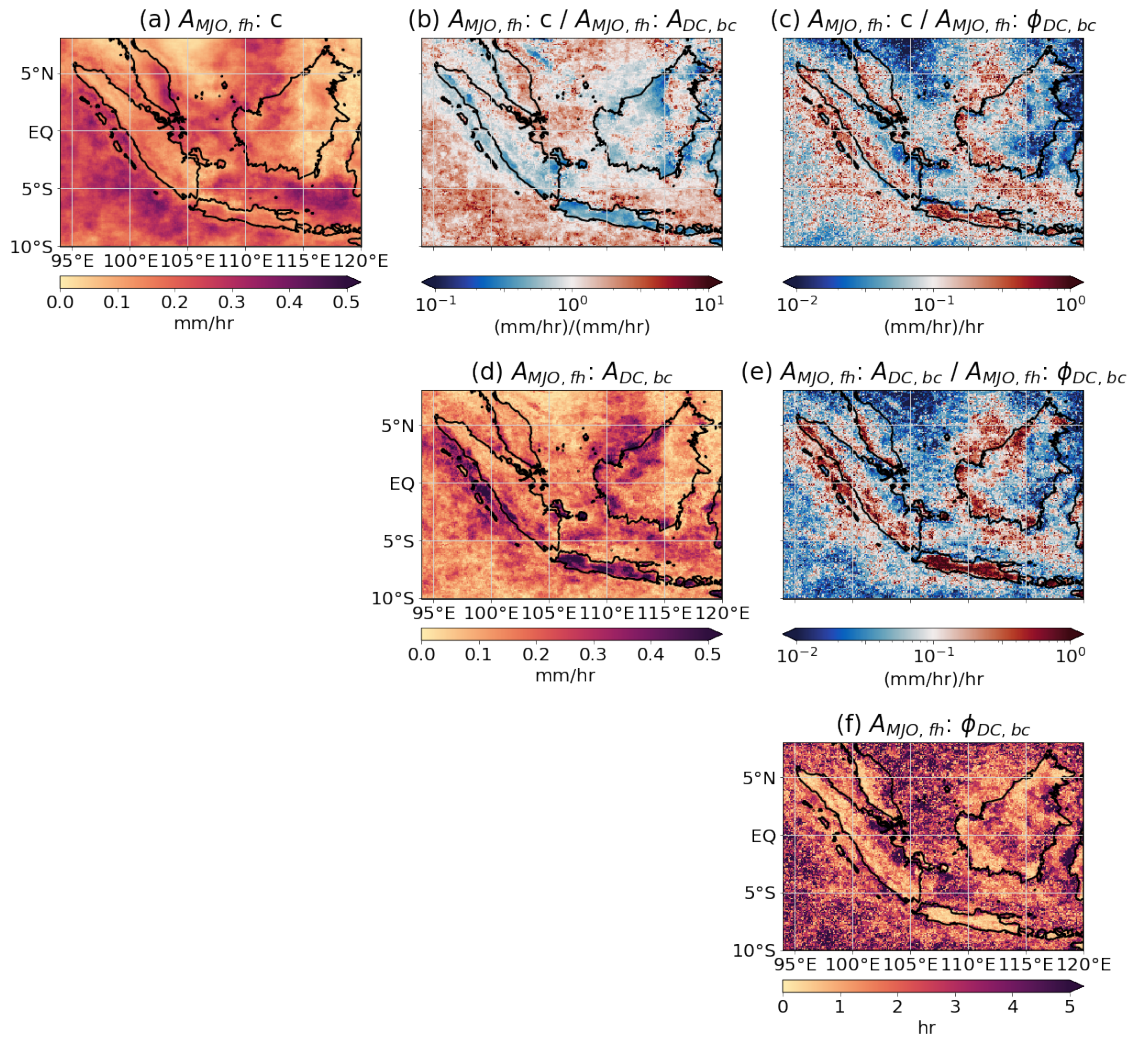 (a) A_{MJO, fh}: c
(b) A_{MJO, fh}: c / A_{MJO, fh}: A_{DC, bc}
(c) A_{MJO, fh}: c / A_{MJO, fh}: ϕ_{DC, bc}
5°N
EQ
5°S
10°S
95°E 100°E 105°E 110°E 115°E 120°E
0.0 0.1 0.2 0.3 0.4 0.5
mm/hr
10^{-1} 10^{0} 10^{1}
(mm/hr)/(mm/hr)
10^{-2} 10^{-1} 10^{0}
(mm/hr)/hr
(d) A_{MJO, fh}: A_{DC, bc}
(e) A_{MJO, fh}: A_{DC, bc} / A_{MJO, fh}: ϕ_{DC, bc}
5°N
EQ
5°S
10°S
95°E 100°E 105°E 110°E 115°E 120°E
0.0 0.1 0.2 0.3 0.4 0.5
mm/hr
10^{-2} 10^{-1} 10^{0}
(mm/hr)/hr
(f) A_{MJO, fh}: ϕ_{DC, bc}
5°N
EQ
5°S
10°S
95°E 100°E 105°E 110°E 115°E 120°E
0 1 2 3 4 5
hr